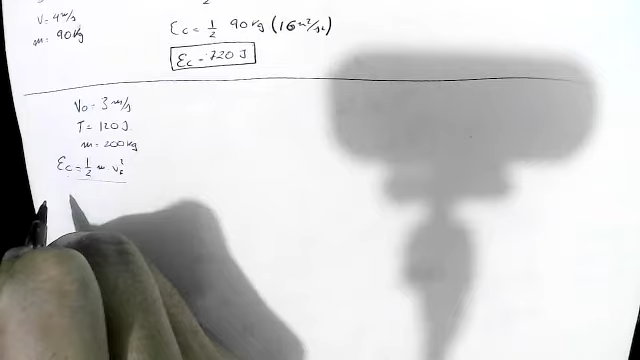 v = 4 m/s
m = 90 kg
Ec = 1/2 90 kg (16 m²/s²)
Ec = 720 J
Vo = 3 m/s
T = 120 J
m = 200 kg
Ec = 1/2 m vf²